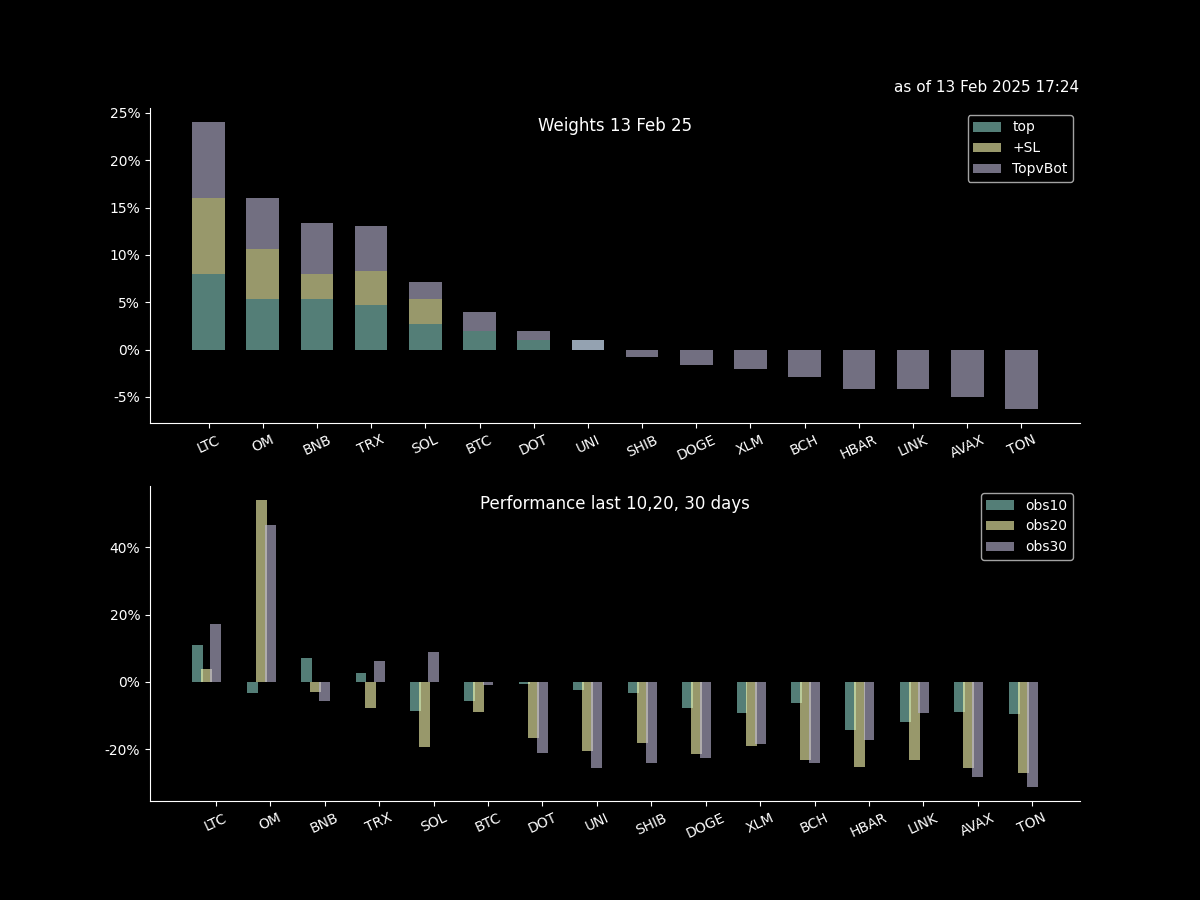 as of 13 Feb 2025 17:24
Weights 13 Feb 25
top
+SL
TopvBot
25%
20%
15%
10%
5%
0%
-5%
LTC OM BNB TRX SOL BTC DOT UNI SHIB DOGE XLM BCH HBAR LINK AVAX TON
Performance last 10,20, 30 days
obs10
obs20
obs30
40%
20%
0%
-20%
LTC OM BNB TRX SOL BTC DOT UNI SHIB DOGE XLM BCH HBAR LINK AVAX TON